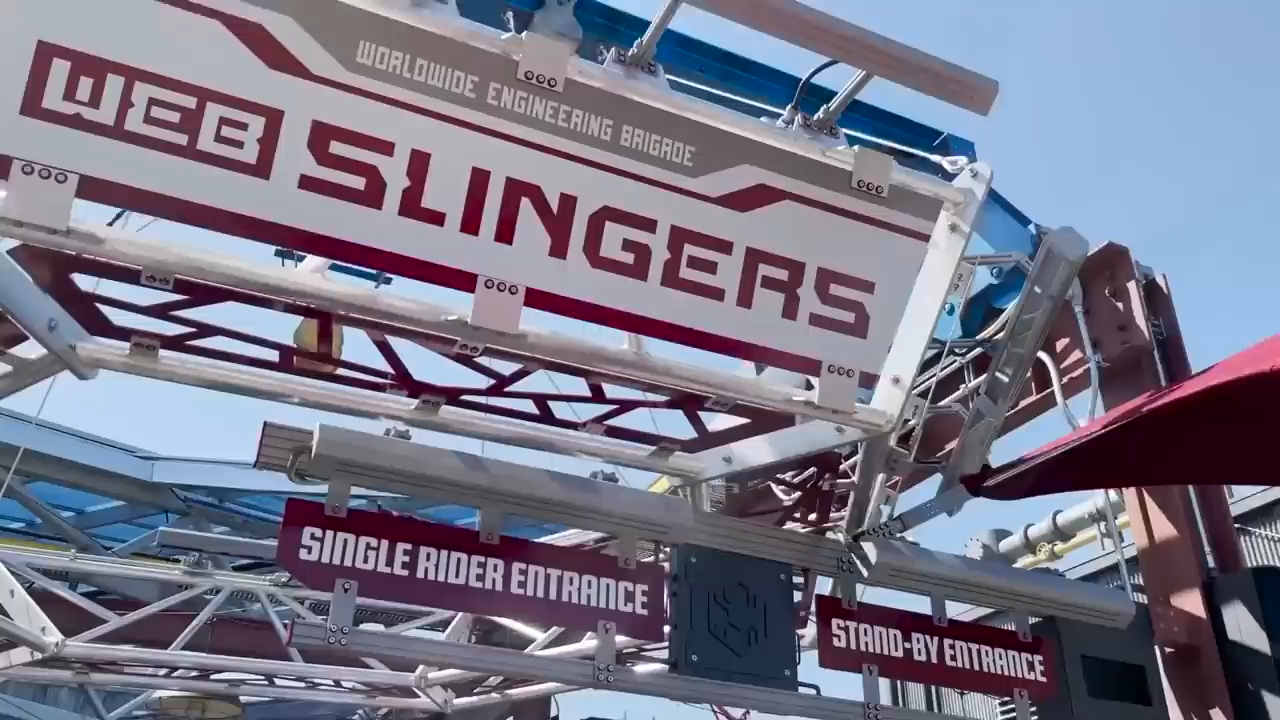 WORLDWIDE ENGINEERING BRIGADE
WEB SLINGERS
SINGLE RIDER ENTRANCE
STAND-BY ENTRANCE